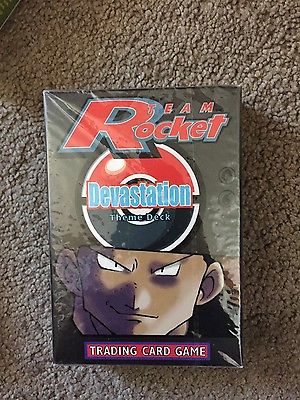 TEAM
Rocket
Devastation
Theme Deck
TRADING CARD GAME